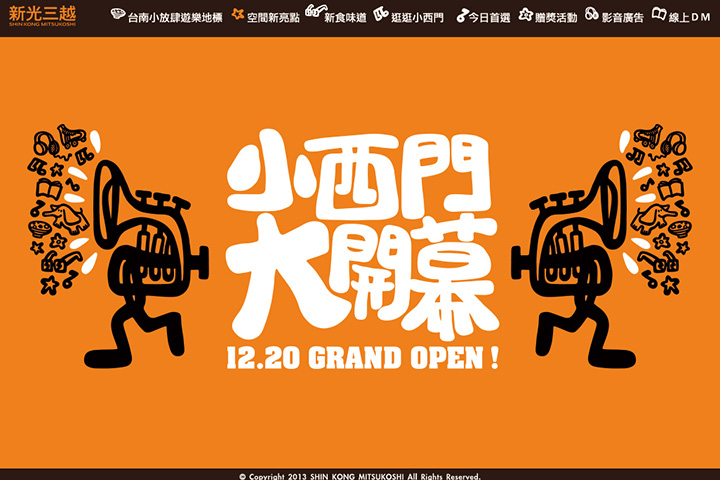 新光三越
SHIN KONG MITSUKOSHI
台南小放肆遊樂地標
空間新亮點
新食味道
逛逛小西門
今日首選
贈獎活動
影音廣告
線上DM
小西門
大開幕
12.20 GRAND OPEN!
© Copyright 2013 SHIN KONG MITSUKOSHI All Rights Reserved.